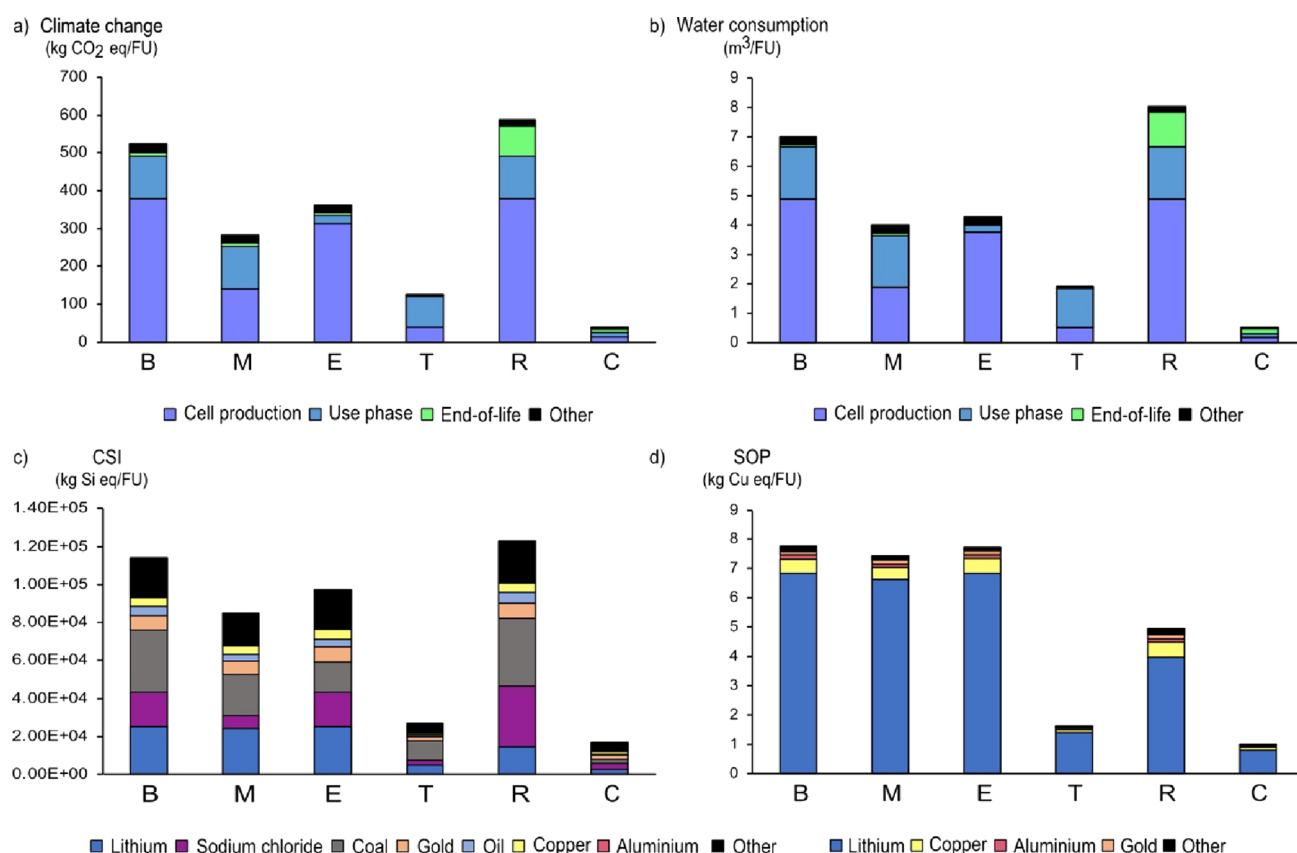 a) Climate change
(kg CO2 eq/FU)
700
600
500
400
300
200
100
0
B M E T R C
Cell production Use phase End-of-life Other
b) Water consumption
(m3/FU)
9
8
7
6
5
4
3
2
1
0
B M E T R C
Cell production Use phase End-of-life Other
c) CSI
(kg Si eq/FU)
1.40E+05
1.20E+05
1.00E+05
8.00E+04
6.00E+04
4.00E+04
2.00E+04
0.00E+00
B M E T R C
Lithium Sodium chloride Coal Gold Oil Copper Aluminium Other
d) SOP
(kg Cu eq/FU)
9
8
7
6
5
4
3
2
1
0
B M E T R C
Lithium Copper Aluminium Gold Other